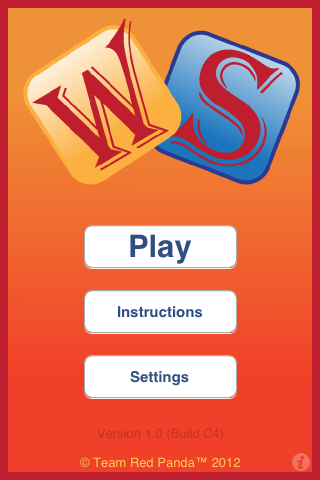 W S
Play
Instructions
Settings
Version 1.0 (Build C4)
© Team Red Panda™ 2012
i